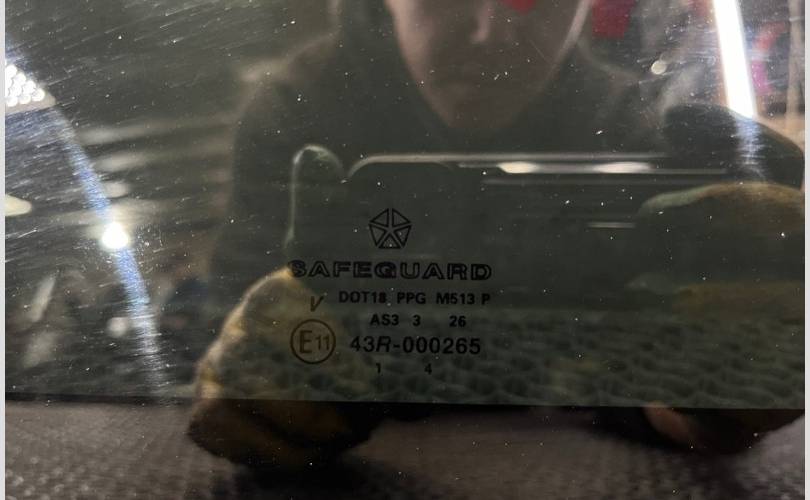 SAFEGUARD
V DOT18 PPG M513 P
AS3 3 26
E11 43R-000265
1 4